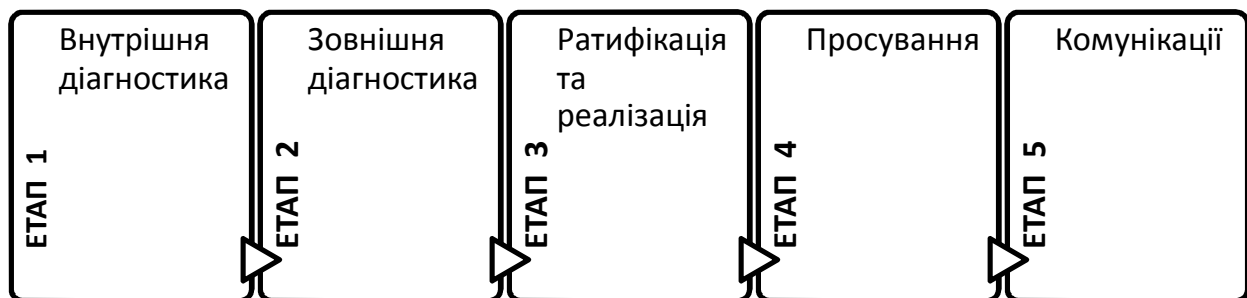 Внутрішня
діагностика
ЕТАП 1
Зовнішня
діагностика
ЕТАП 2
Ратифікація
та
реалізація
ЕТАП 3
Просування
ЕТАП 4
Комунікації
ЕТАП 5